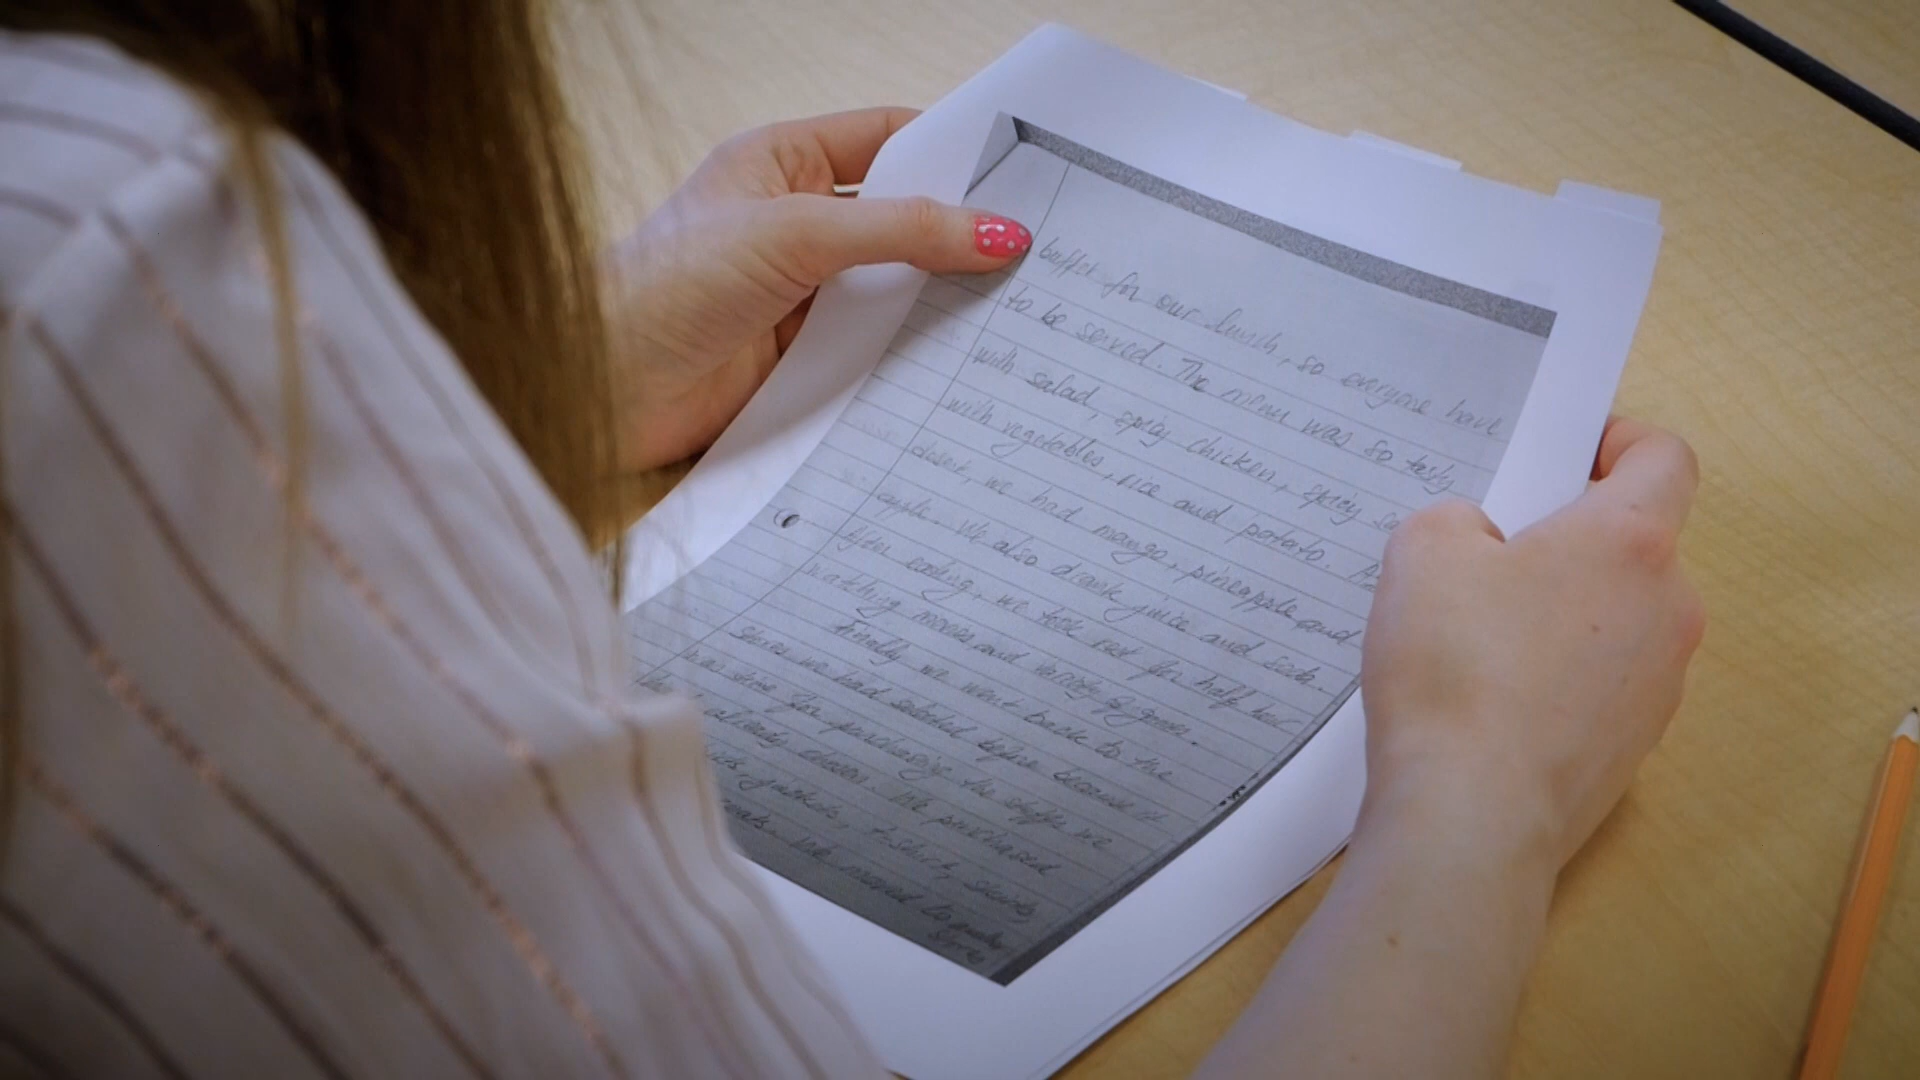 buffet for our lunch, so everyone have
to be served. The menu was so tasty
with salad, spicy chicken, spicy
with vegetables, rice and potato.
desert, we had mango, pineapple and
apple. We also drank juice and soda.
After eating, we took rest for half
watching movies and variety of games.
Finally we went back to the
stores we had selected before because it
was time for purchasing the stuffs we
already chosen. We purchased
jackets, t-shirt, skirts,
We moved